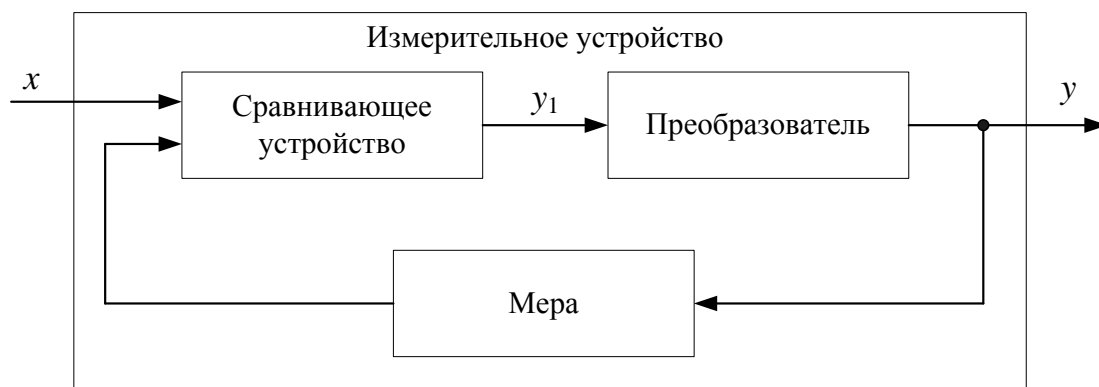 Измерительное устройство
x
Сравнивающее
устройство
y₁
Преобразователь
y
Мера